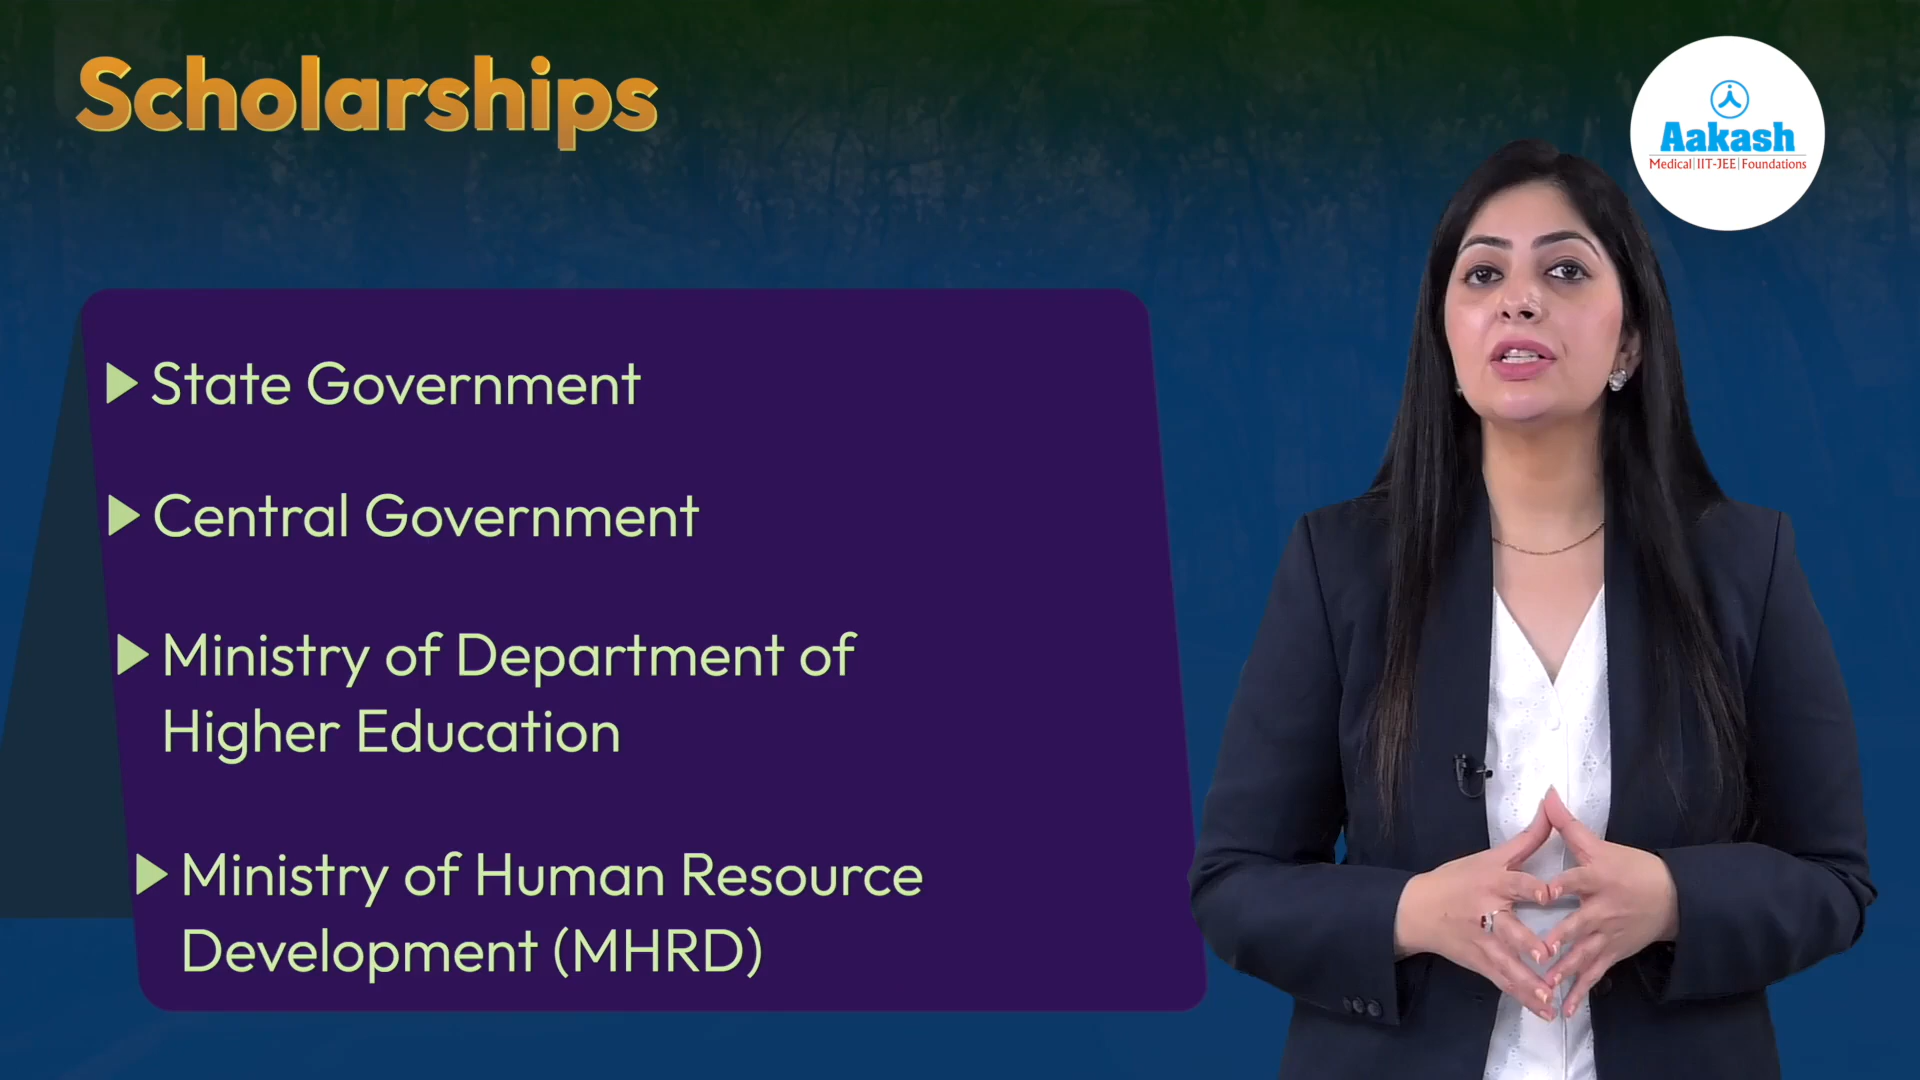 Scholarships
Aakash
Medical|IIT-JEE|Foundations
State Government
Central Government
Ministry of Department of
Higher Education
Ministry of Human Resource
Development (MHRD)